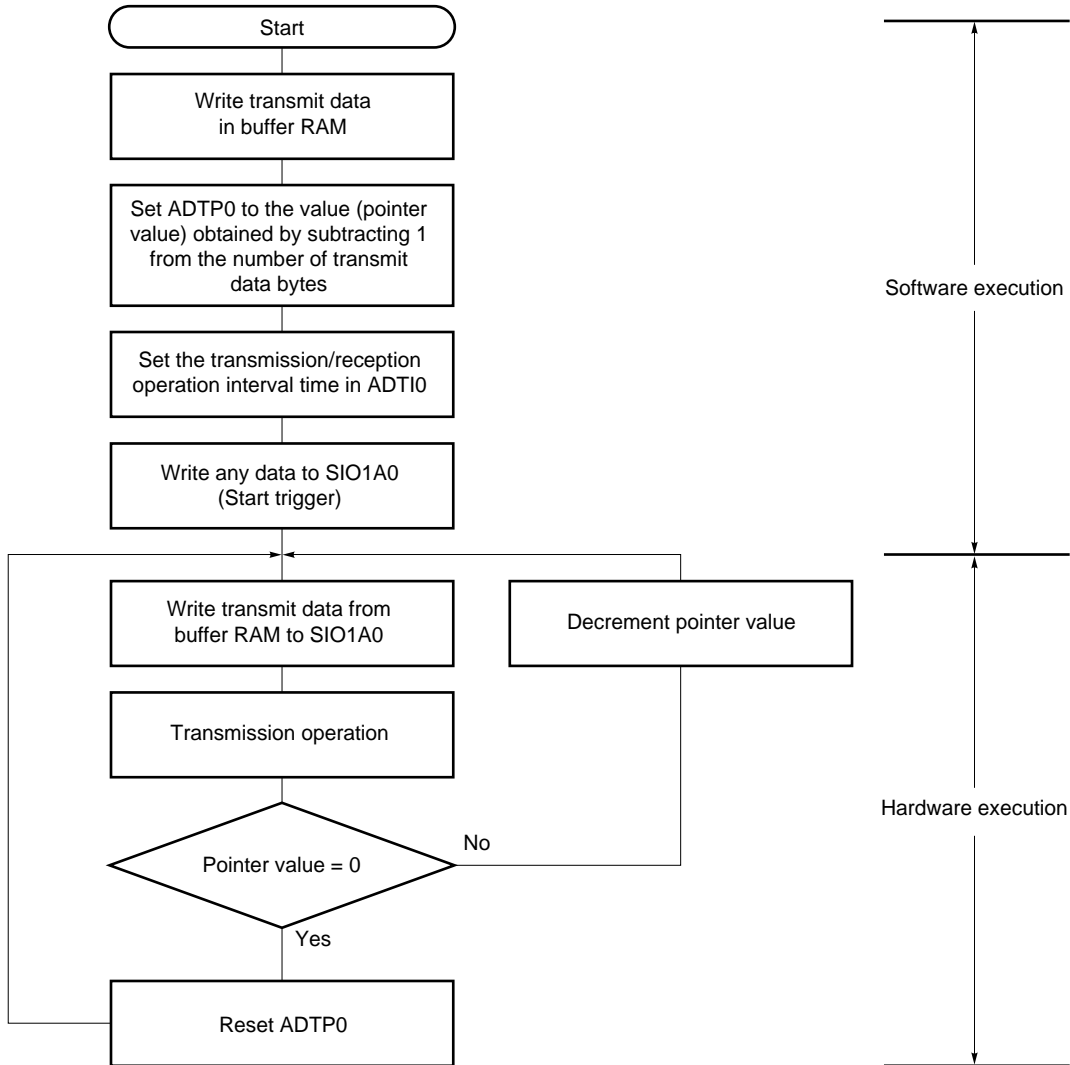 Start
Write transmit data
in buffer RAM
Set ADTP0 to the value (pointer
value) obtained by subtracting 1
from the number of transmit
data bytes
Software execution
Set the transmission/reception
operation interval time in ADTI0
Write any data to SIO1A0
(Start trigger)
Write transmit data from
buffer RAM to SIO1A0
Decrement pointer value
Transmission operation
Hardware execution
Pointer value = 0
No
Yes
Reset ADTP0